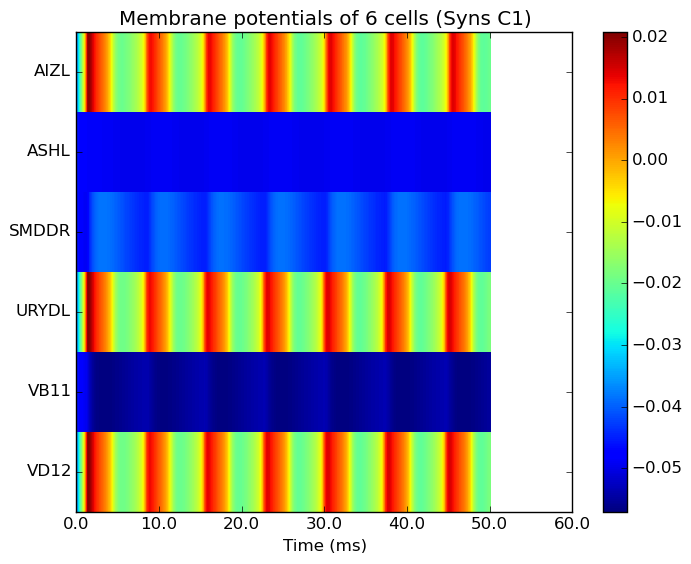 Membrane potentials of 6 cells (Syns C1)
AIZL
ASHL
SMDDR
URYDL
VB11
VD12
0.0 10.0 20.0 30.0 40.0 50.0 60.0
Time (ms)
0.02
0.01
0.00
−0.01
−0.02
−0.03
−0.04
−0.05